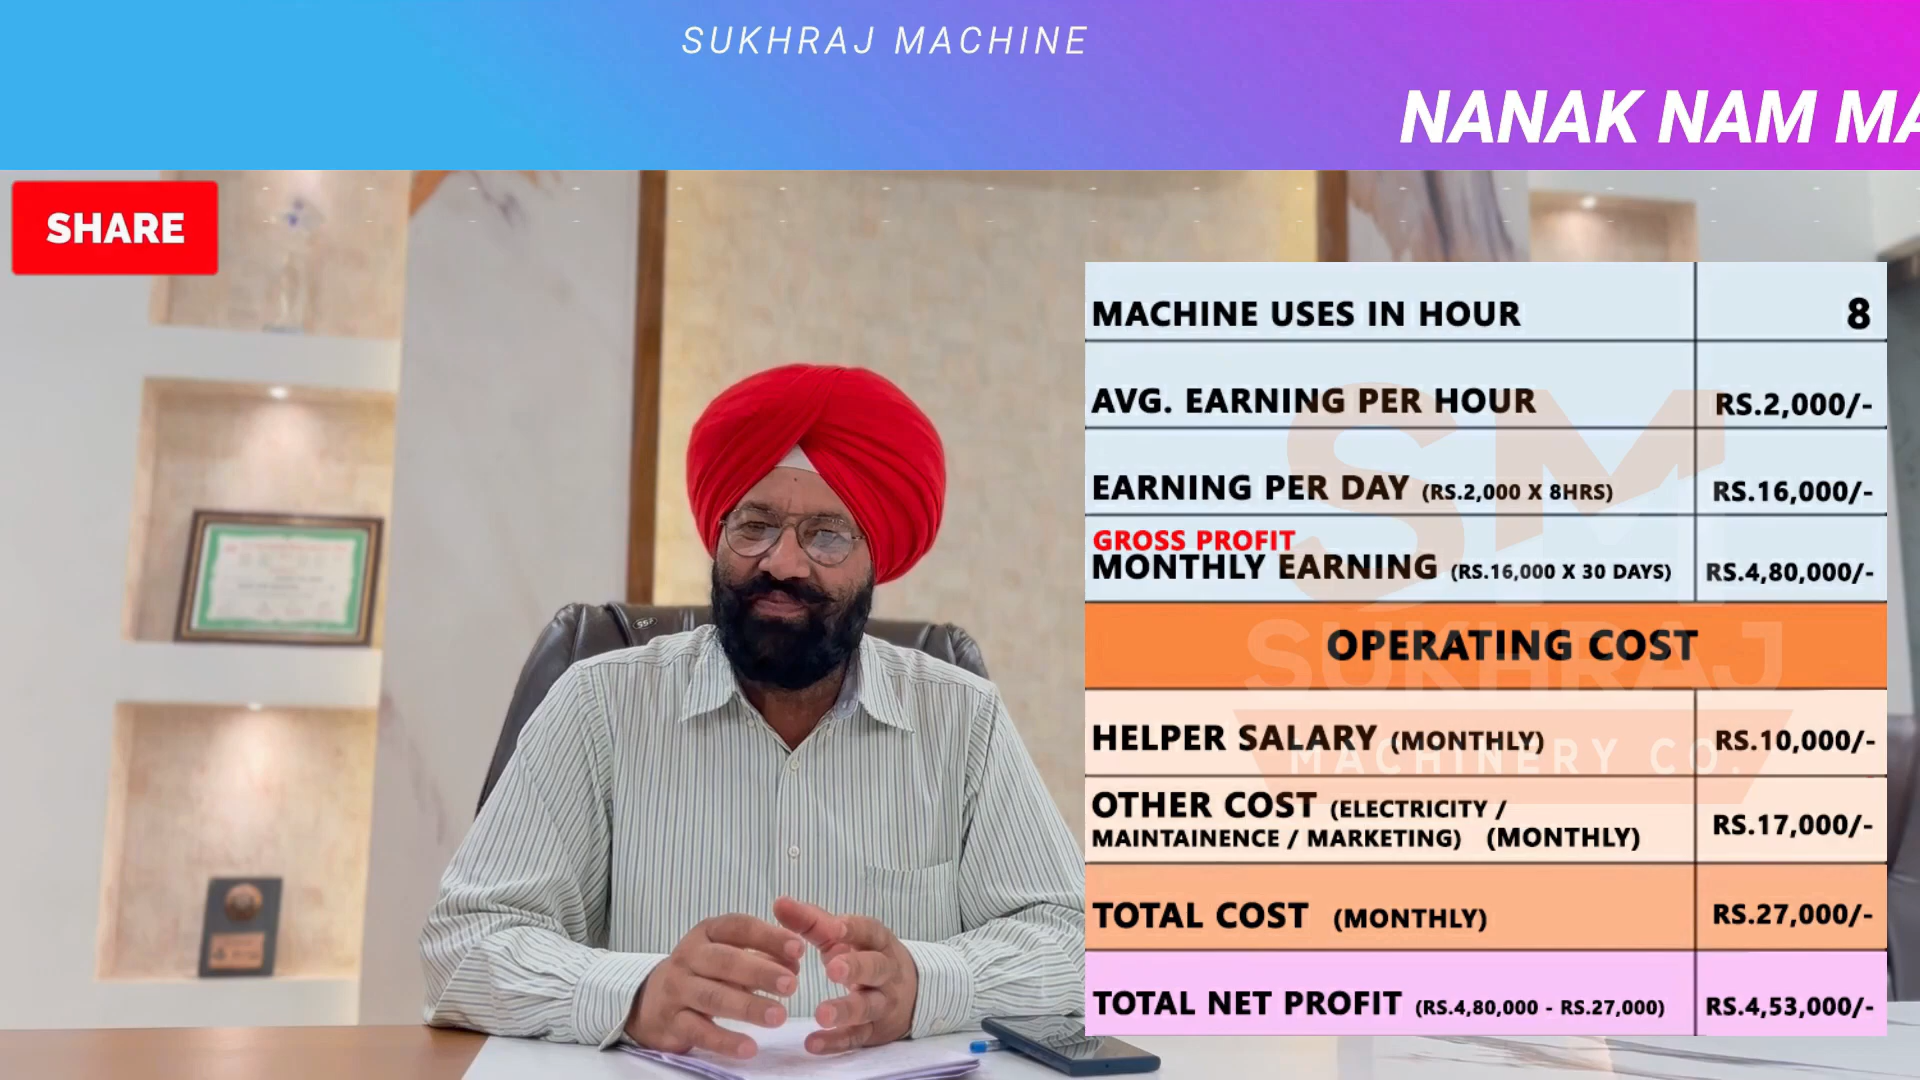 SUKHRAJ MACHINE
NANAK NAM MA
SHARE
MACHINE USES IN HOUR 8
AVG. EARNING PER HOUR RS.2,000/-
EARNING PER DAY (RS.2,000 X 8HRS) RS.16,000/-
GROSS PROFIT
MONTHLY EARNING (RS.16,000 X 30 DAYS) RS.4,80,000/-
OPERATING COST
HELPER SALARY (MONTHLY) RS.10,000/-
OTHER COST (ELECTRICITY /
MAINTAINENCE / MARKETING) (MONTHLY) RS.17,000/-
TOTAL COST (MONTHLY) RS.27,000/-
TOTAL NET PROFIT (RS.4,80,000 - RS.27,000) RS.4,53,000/-
SM
SUKHRAJ
MACHINERY CO.